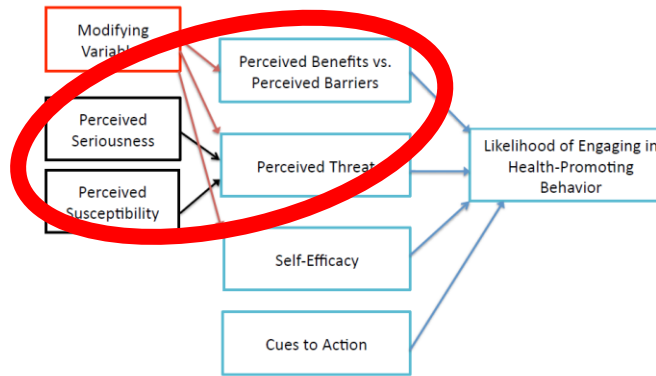 Modifying
Variabl
Perceived Benefits vs.
Perceived Barriers
Perceived
Seriousness
Perceived Threat
Likelihood of Engaging in
Health-Promoting
Behavior
Perceived
Susceptibility
Self-Efficacy
Cues to Action